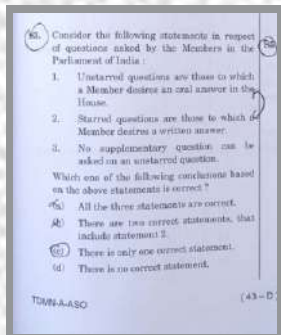 Consider the following statements in respect
of questions asked by the Members in the
Parliament of India :
1. Unstarred questions are those to which
a Member desires an oral answer in the
House.
2. Starred questions are those to which a
Member desires a written answer.
3. No supplementary question can be
asked on an unstarred question.
Which one of the following conclusions based
on the above statements is correct ?
(a) All the three statements are correct.
(b) There are two correct statements, that
include statement 2.
(c) There is only one correct statement.
(d) There is no correct statement.
TDMN-A-ASO
(43-D